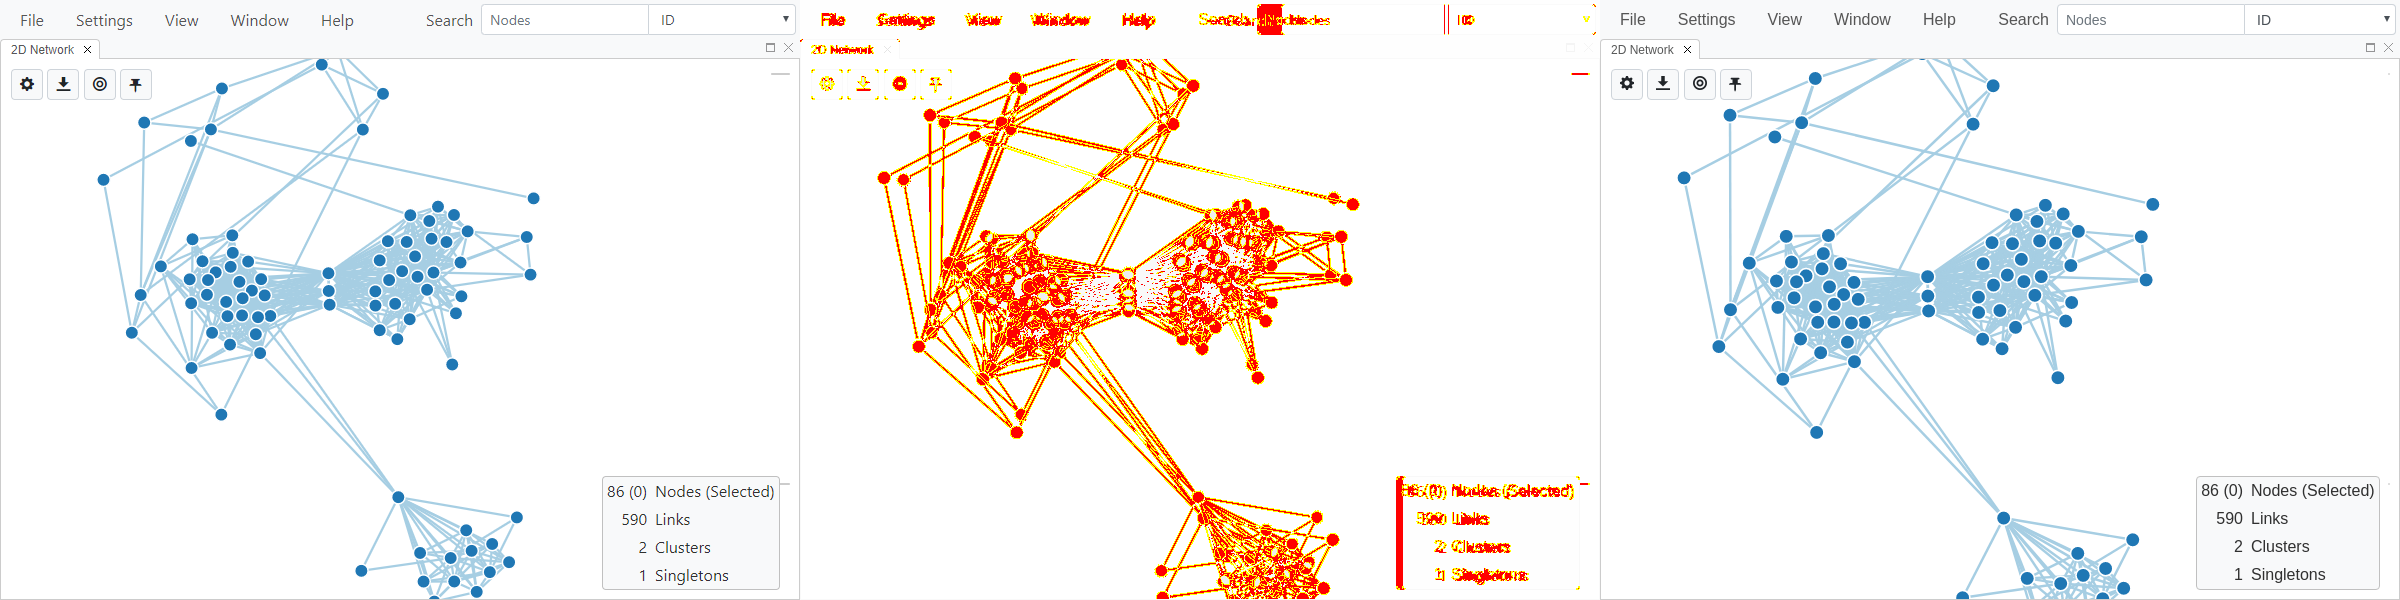 File Settings View Window Help Search Nodes ID
2D Network
86 (0) Nodes (Selected)
590 Links
2 Clusters
1 Singletons
File Settings View Window Help Search Nodes ID
2D Network
86 (0) Nodes (Selected)
590 Links
2 Clusters
1 Singletons
File Settings View Window Help Search Nodes ID
2D Network
86 (0) Nodes (Selected)
590 Links
2 Clusters
1 Singletons